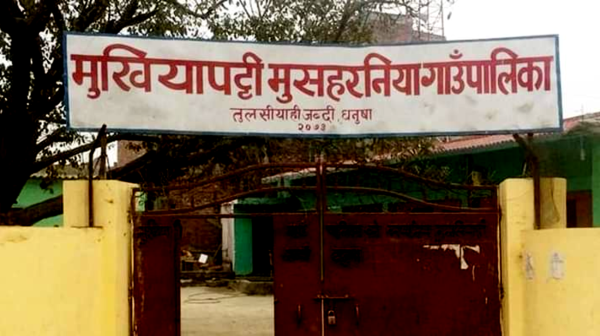 मुखियापट्टी मुसहरनिया गाउँपालिका
तुलसीयाही जब्दी, धनुषा
२०७३